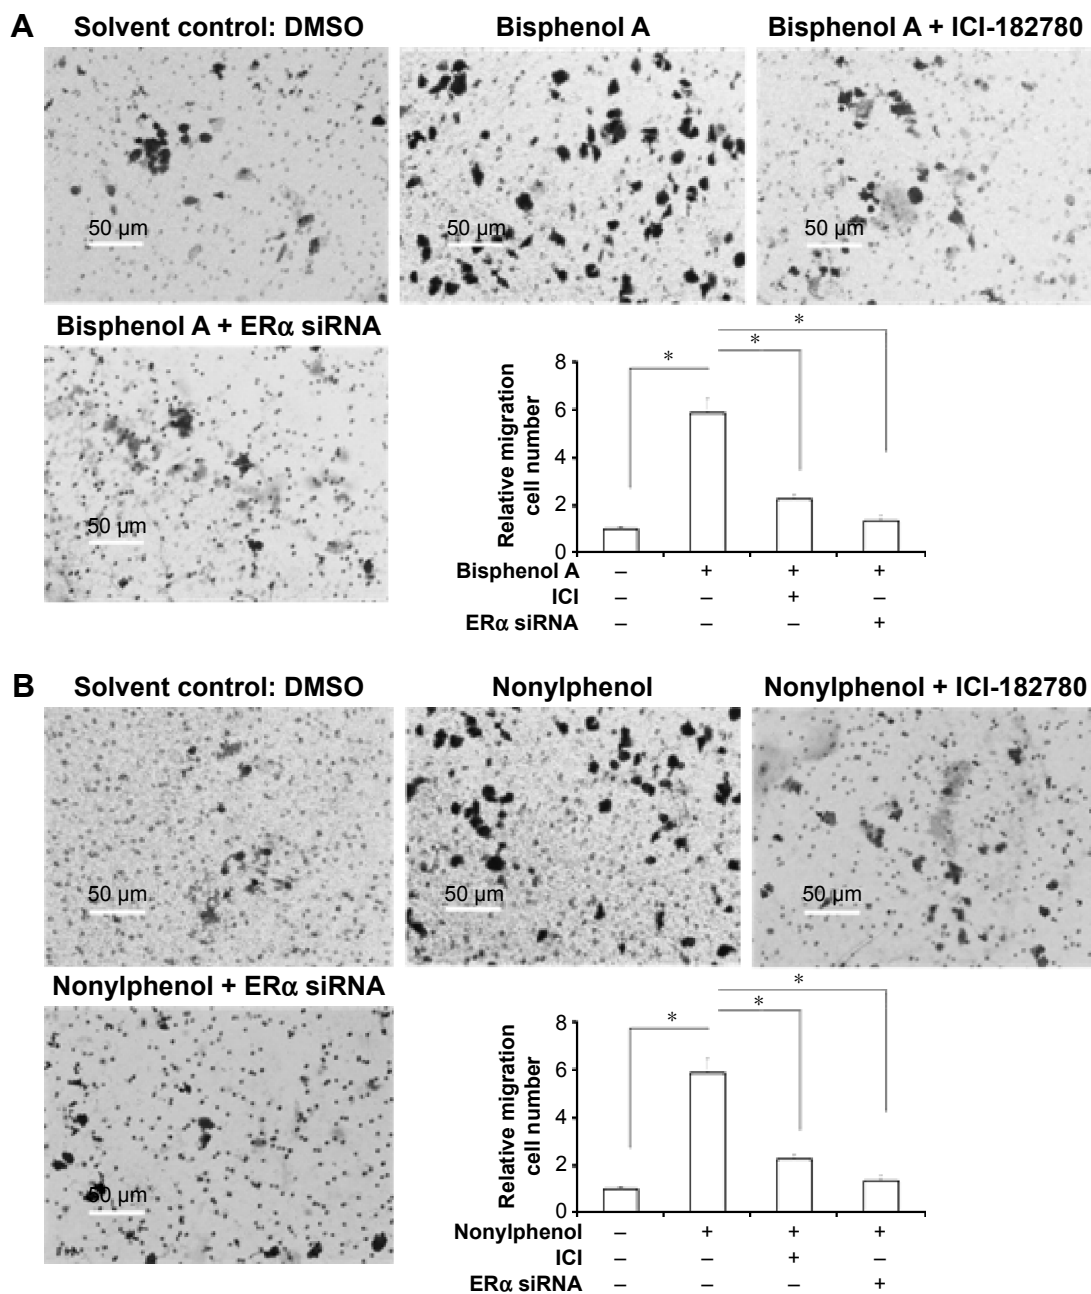 A Solvent control: DMSO Bisphenol A Bisphenol A + ICI-182780
50 µm 50 µm 50 µm
Bisphenol A + ERα siRNA
50 µm
Relative migration
cell number
8
6
4
2
0
* * *
Bisphenol A – + + +
ICI – – + –
ERα siRNA – – – +
B Solvent control: DMSO Nonylphenol Nonylphenol + ICI-182780
50 µm 50 µm 50 µm
Nonylphenol + ERα siRNA
50 µm
Relative migration
cell number
8
6
4
2
0
* * *
Nonylphenol – + + +
ICI – – + –
ERα siRNA – – – +